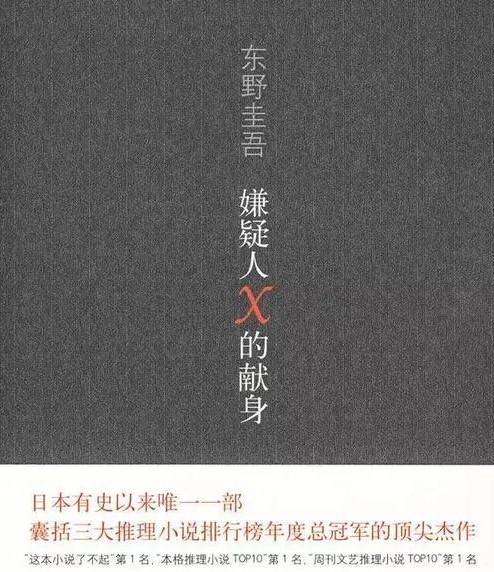 东野圭吾
嫌疑人X的献身
日本有史以来唯一一部
囊括三大推理小说排行榜年度总冠军的顶尖杰作
“这本小说了不起”第1名，“本格推理小说TOP10”第1名，“周刊文艺推理小说TOP10”第1名